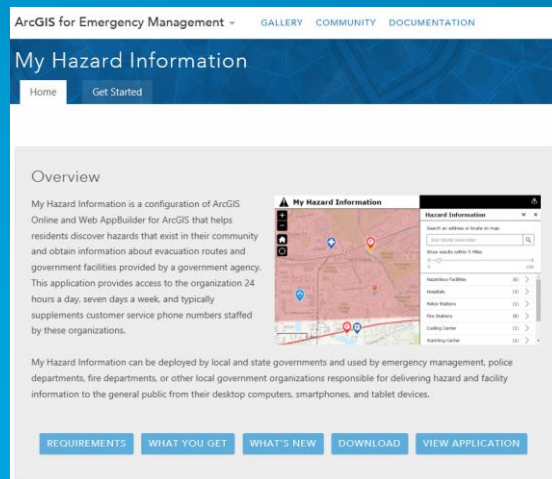 ArcGIS for Emergency Management
GALLERY COMMUNITY DOCUMENTATION
My Hazard Information
Home Get Started
Overview
My Hazard Information is a configuration of ArcGIS
Online and Web AppBuilder for ArcGIS that helps
residents discover hazards that exist in their community
and obtain information about evacuation routes and
government facilities provided by a government agency.
This application provides access to the organization 24
hours a day, seven days a week, and typically
supplements customer service phone numbers staffed
by these organizations.
My Hazard Information
Hazard Information
Search an address or locate on map
Show results within 5 Miles
Hazardous Facilities (6)
Hospitals (3)
Police Stations (1)
Fire Stations (8)
Cooling Center (1)
Warming Center (2)
My Hazard Information can be deployed by local and state governments and used by emergency management, police
departments, fire departments, or other local government organizations responsible for delivering hazard and facility
information to the general public from their desktop computers, smartphones, and tablet devices.
REQUIREMENTS WHAT YOU GET WHAT'S NEW DOWNLOAD VIEW APPLICATION